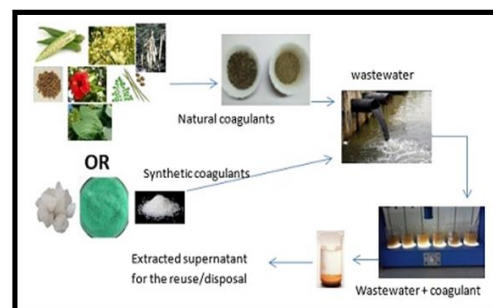 wastewater
Natural coagulants
OR
Synthetic coagulants
Extracted supernatant
for the reuse/disposal
Wastewater + coagulant